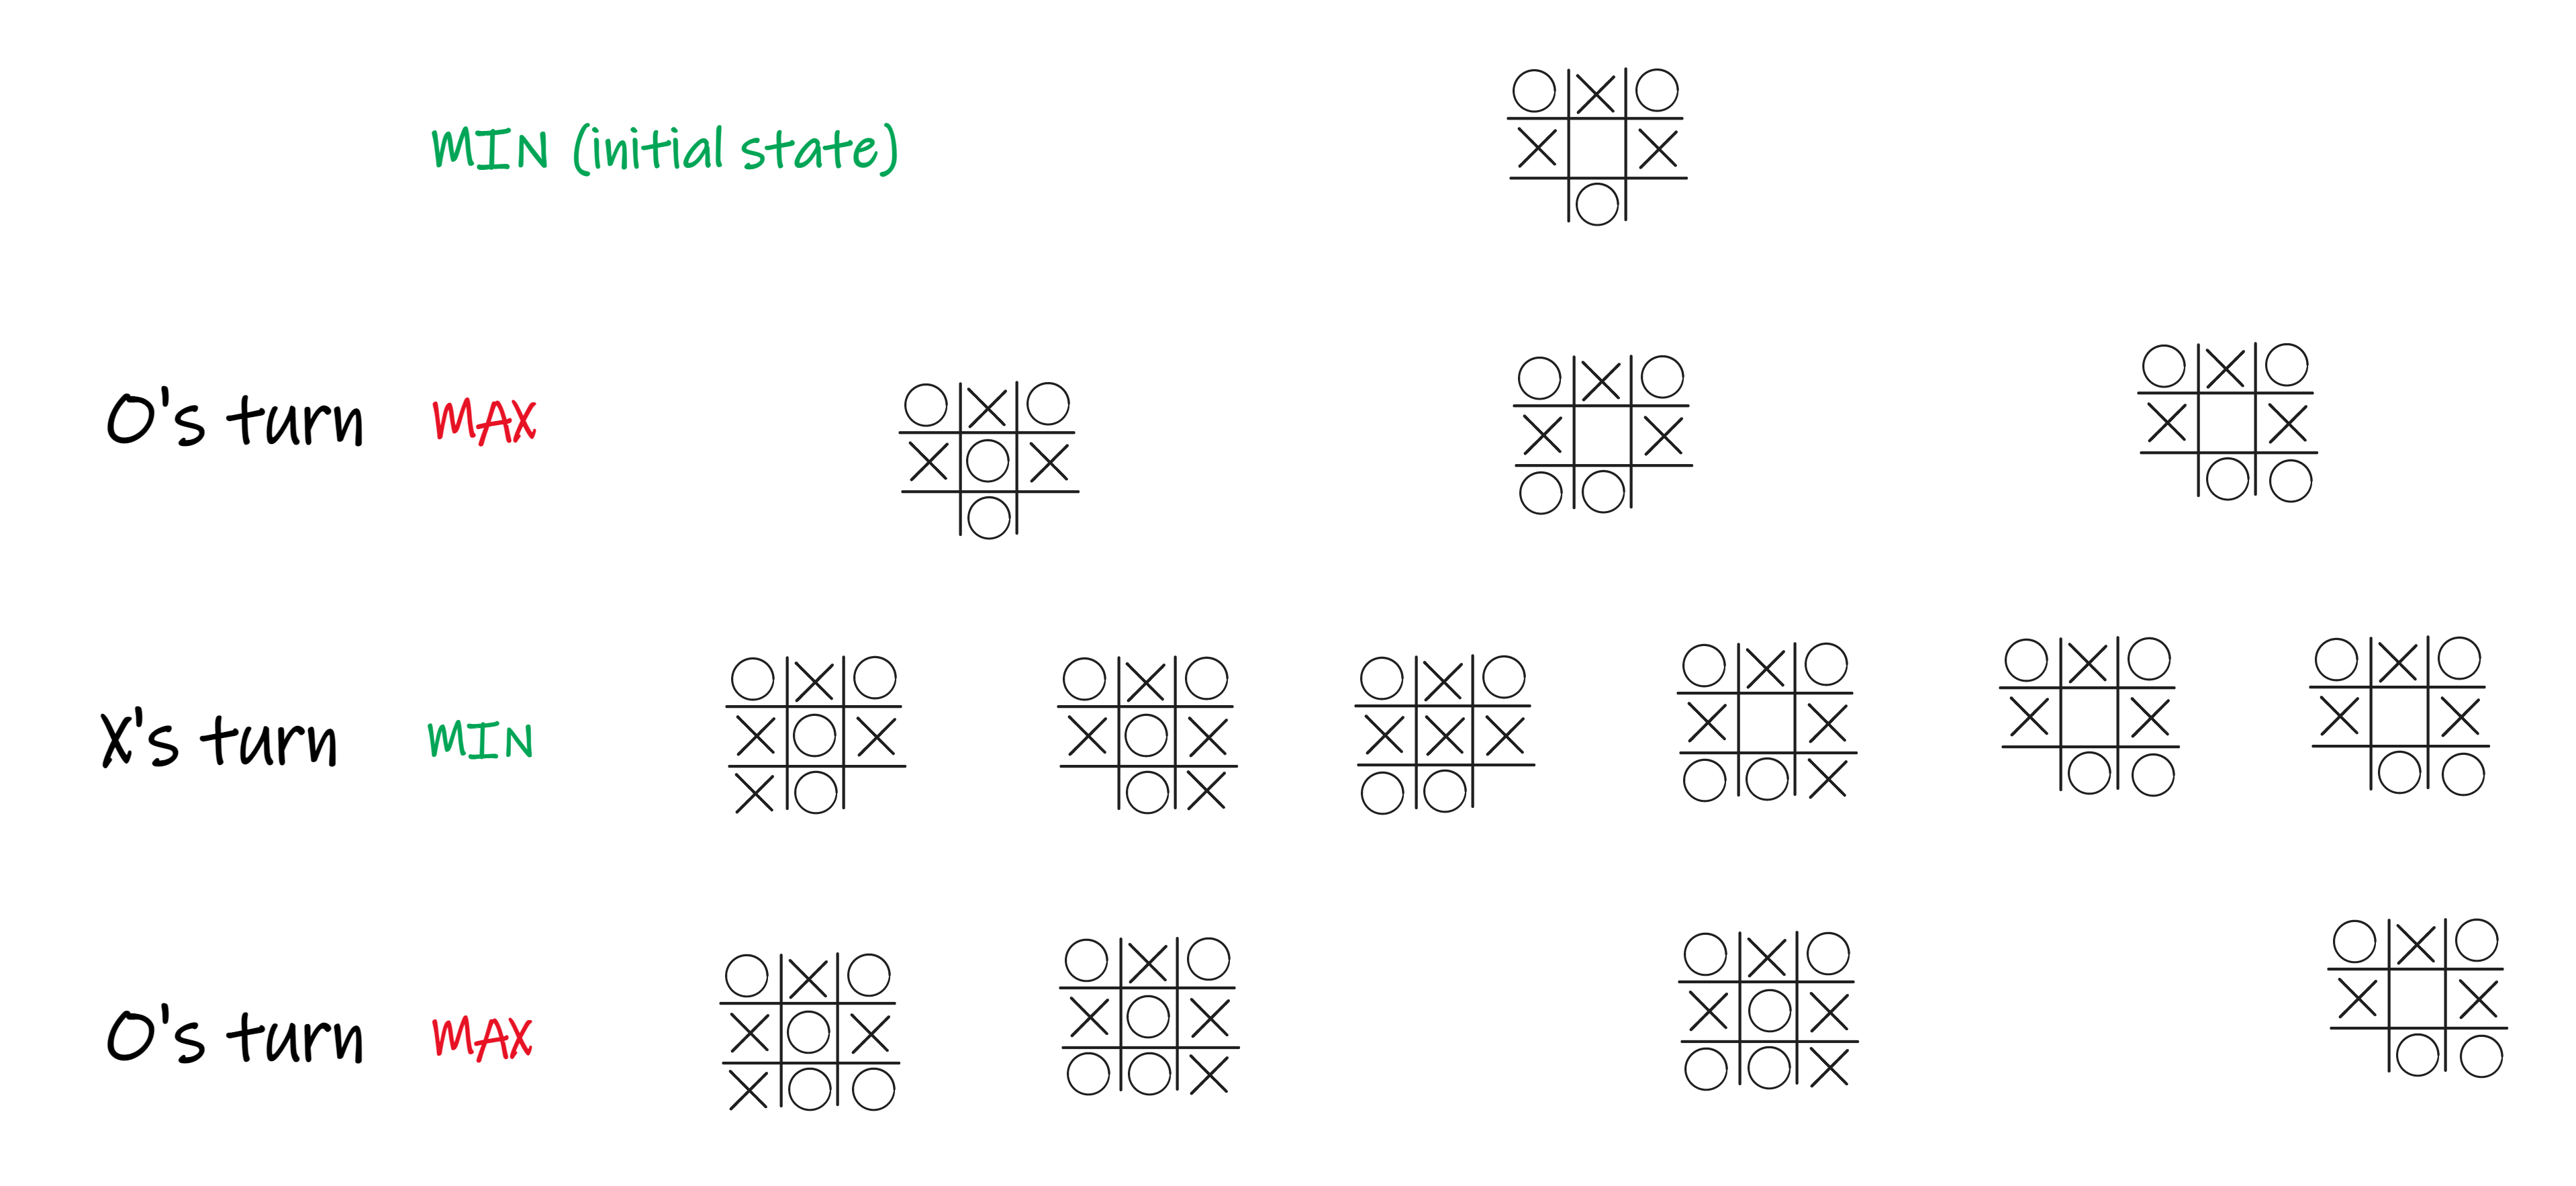 MIN (initial state)
O X O
X X
O
O's turn MAX
O X O
X O X
O
O X O
X X
O O
O X O
X X
O O
X's turn MIN
O X O
X O X
X O
O X O
X O X
O X
O X O
X X X
O O
O X O
X X
O O X
O X O
X X
O O
O X O
X X
O O
O's turn MAX
O X O
X O X
X O O
O X O
X O X
O O X
O X O
X O X
O O X
O X O
X X
O O